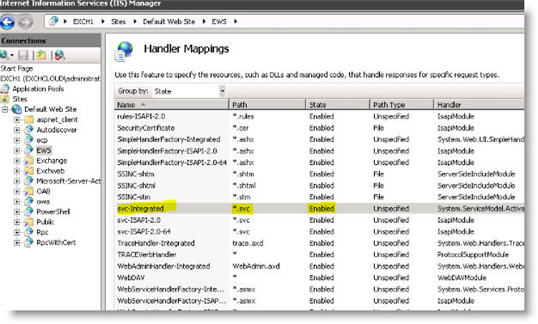 Internet Information Services (IIS) Manager
EXCH1 Sites Default Web Site EWS
Connections
Start Page
EXCH1 (EXCHCLOUD\administrat
Application Pools
Sites
Default Web Site
aspnet_client
Autodiscover
ecp
EWS
Exchange
Exchweb
Microsoft-Server-Act
OAB
owa
PowerShell
Public
Rpc
RpcWithCert
Handler Mappings
Use this feature to specify the resources, such as DLLs and managed code, that handle responses for specific request types.
Group by: State
Name Path State Path Type Handler
rules-ISAPI-2.0 *.rules Enabled Unspecified IsapiModule
SecurityCertificate *.cer Enabled File IsapiModule
SimpleHandlerFactory-Integrated *.ashx Enabled Unspecified System.Web.UI.SimpleHandl
SimpleHandlerFactory-ISAPI-2.0 *.ashx Enabled Unspecified IsapiModule
SimpleHandlerFactory-ISAPI-2.0-64 *.ashx Enabled Unspecified IsapiModule
SSINC-shtm *.shtm Enabled File ServerSideIncludeModule
SSINC-shtml *.shtml Enabled File ServerSideIncludeModule
SSINC-stm *.stm Enabled File ServerSideIncludeModule
svc-Integrated *.svc Enabled Unspecified System.ServiceModel.Activa
svc-ISAPI-2.0 *.svc Enabled Unspecified IsapiModule
svc-ISAPI-2.0-64 *.svc Enabled Unspecified IsapiModule
TraceHandler-Integrated trace.axd Enabled Unspecified System.Web.Handlers.Trace
TRACEVerbHandler * Enabled Unspecified ProtocolSupportModule
WebAdminHandler-Integrated WebAdmin.axd Enabled Unspecified System.Web.Handlers.Web
WebDAV * Enabled Unspecified WebDAVModule
WebServiceHandlerFactory-Inte... *.asmx Enabled Unspecified System.Web.Services.Proto
WebServiceHandlerFactory-ISAP... *.asmx Enabled Unspecified IsapiModule